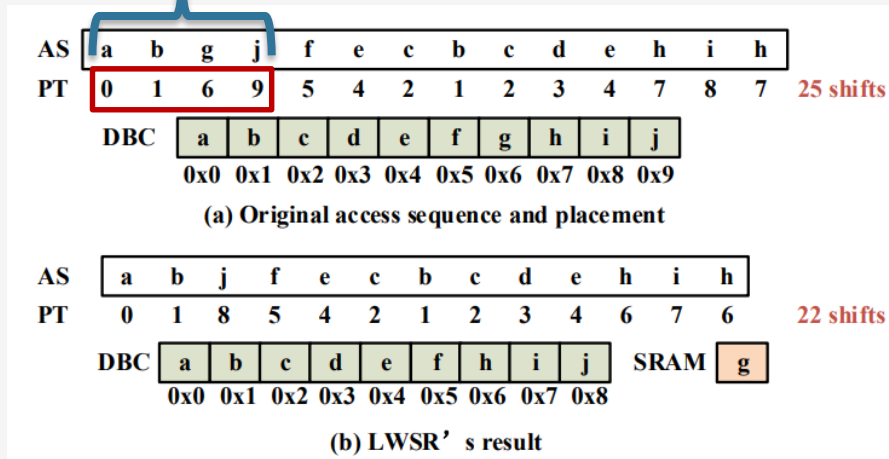 AS a b g j f e c b c d e h i h
PT 0 1 6 9 5 4 2 1 2 3 4 7 8 7 25 shifts
DBC a b c d e f g h i j
0x0 0x1 0x2 0x3 0x4 0x5 0x6 0x7 0x8 0x9
(a) Original access sequence and placement
AS a b j f e c b c d e h i h
PT 0 1 8 5 4 2 1 2 3 4 6 7 6 22 shifts
DBC a b c d e f h i j SRAM g
0x0 0x1 0x2 0x3 0x4 0x5 0x6 0x7 0x8
(b) LWSR’s result